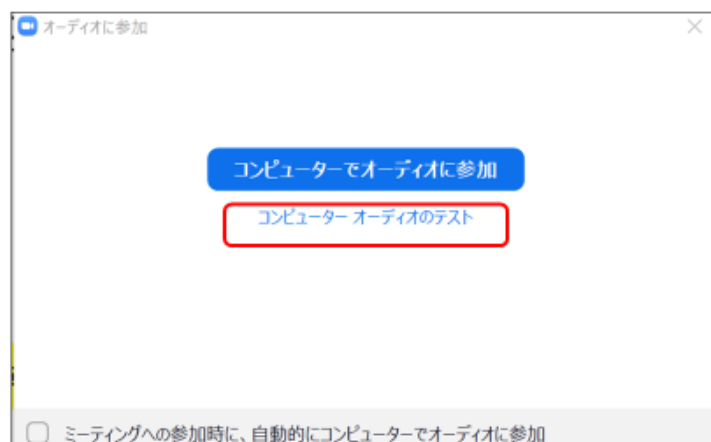 オーディオに参加
コンピューターでオーディオに参加
コンピューター オーディオのテスト
ミーティングへの参加時に、自動的にコンピューターでオーディオに参加